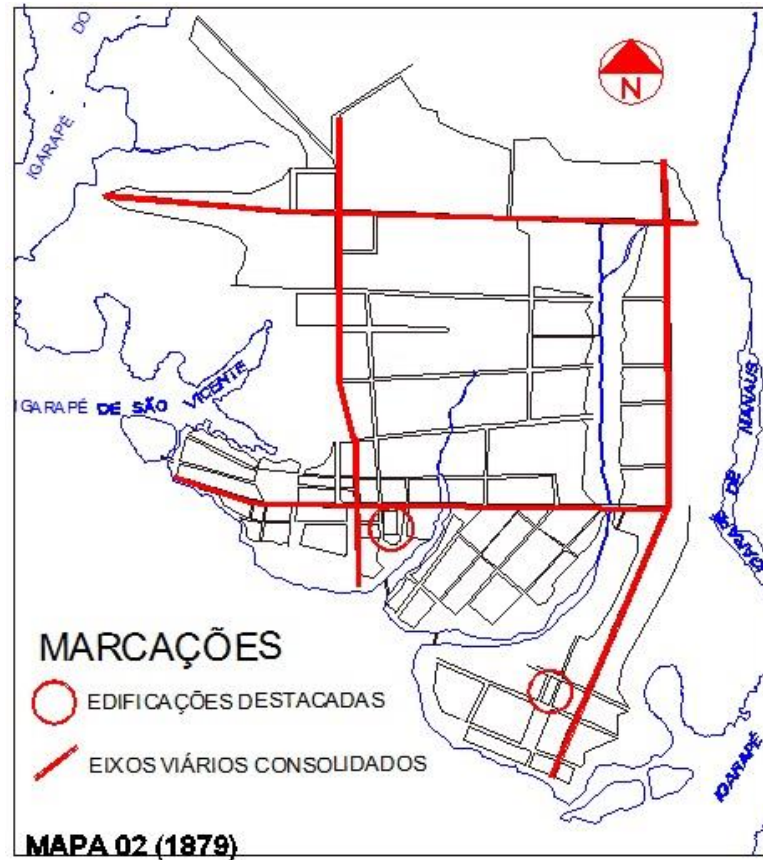 DO
IGARAPÉ
N
IGARAPÉ DE SÃO VICENTE
IGARAPÉ DE MANAUS
MARCAÇÕES
EDIFICAÇÕES DESTACADAS
EIXOS VIÁRIOS CONSOLIDADOS
IGARAPÉ
MAPA 02 (1879)